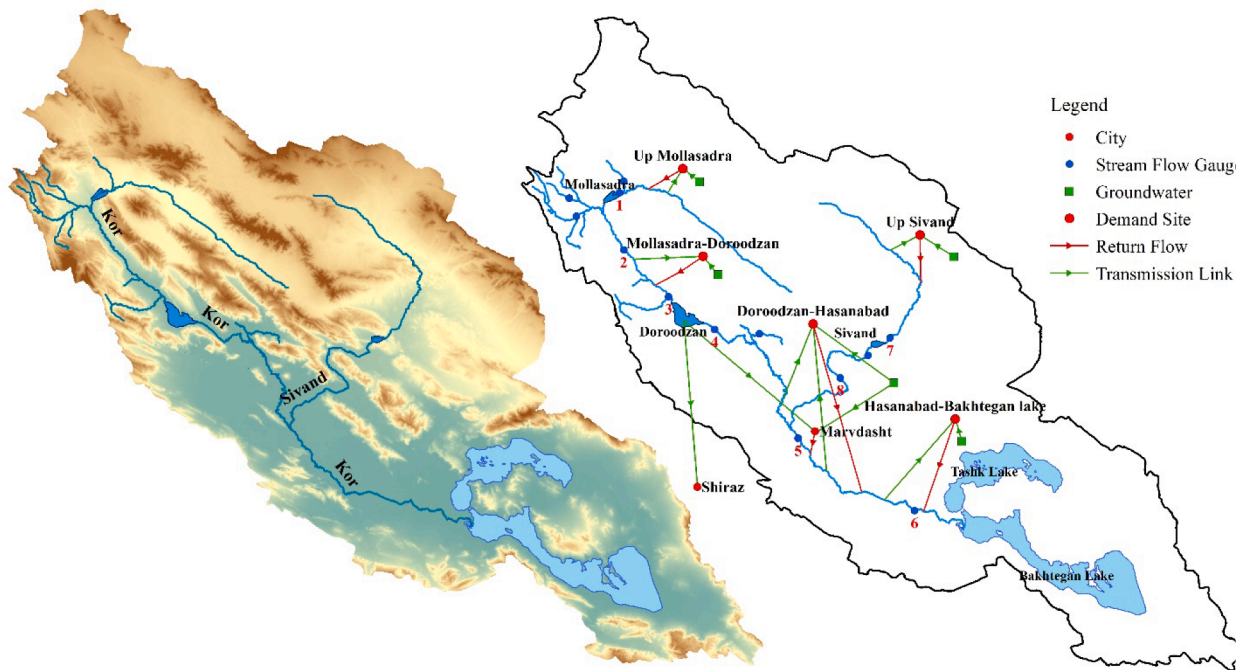 Kor
Kor
Sivand
Kor
Up Mollasadra
Mollasadra
1
Up Sivand
Mollasadra-Doroodzan
2
3
Doroodzan
4
Doroodzan-Hasanabad
Sivand
7
8
Hasanabad-Bakhtegan lake
Marvdasht
5
Shiraz
Tashk Lake
6
Bakhtegan Lake
Legend
City
Stream Flow Gauge
Groundwater
Demand Site
Return Flow
Transmission Link